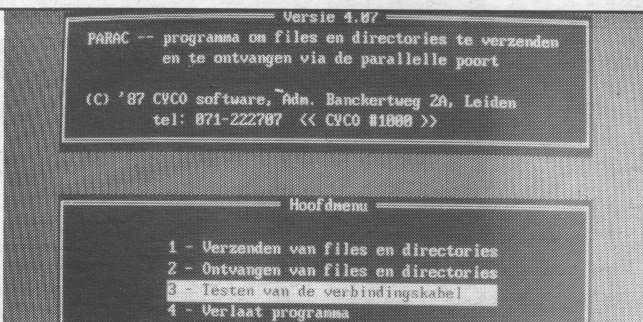 Versie 4.07
PARAC -- programma om files en directories te verzenden
en te ontvangen via de parallelle poort
(C) '87 CYCO software, Adm. Banckertweg 2A, Leiden
tel: 071-222707 << CYCO #1000 >>
Hoofdmenu
1 - Verzenden van files en directories
2 - Ontvangen van files en directories
3 - Testen van de verbindingskabel
4 - Verlaat programma